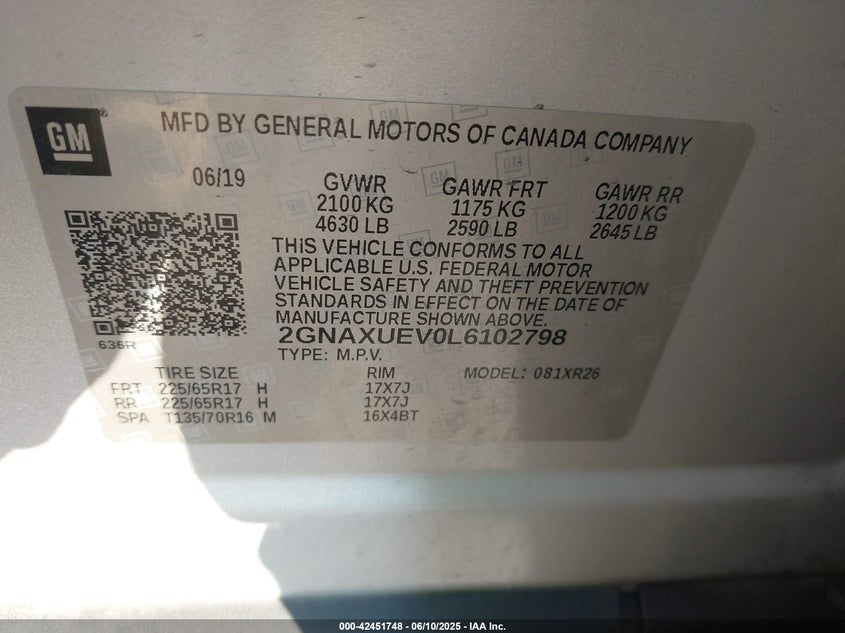 GM
MFD BY GENERAL MOTORS OF CANADA COMPANY
06/19 GVWR GAWR FRT GAWR RR
2100 KG 1175 KG 1200 KG
4630 LB 2590 LB 2645 LB
THIS VEHICLE CONFORMS TO ALL
APPLICABLE U.S. FEDERAL MOTOR
VEHICLE SAFETY AND THEFT PREVENTION
STANDARDS IN EFFECT ON THE DATE OF
MANUFACTURE SHOWN ABOVE.
636R
2GNAXUEV0L6102798
TYPE: M.P.V.
TIRE SIZE RIM MODEL: 081XR26
FRT 225/65R17 H 17X7J
RR 225/65R17 H 17X7J
SPA T135/70R16 M 16X4BT
000-42451748 - 06/10/2025 - IAA Inc.